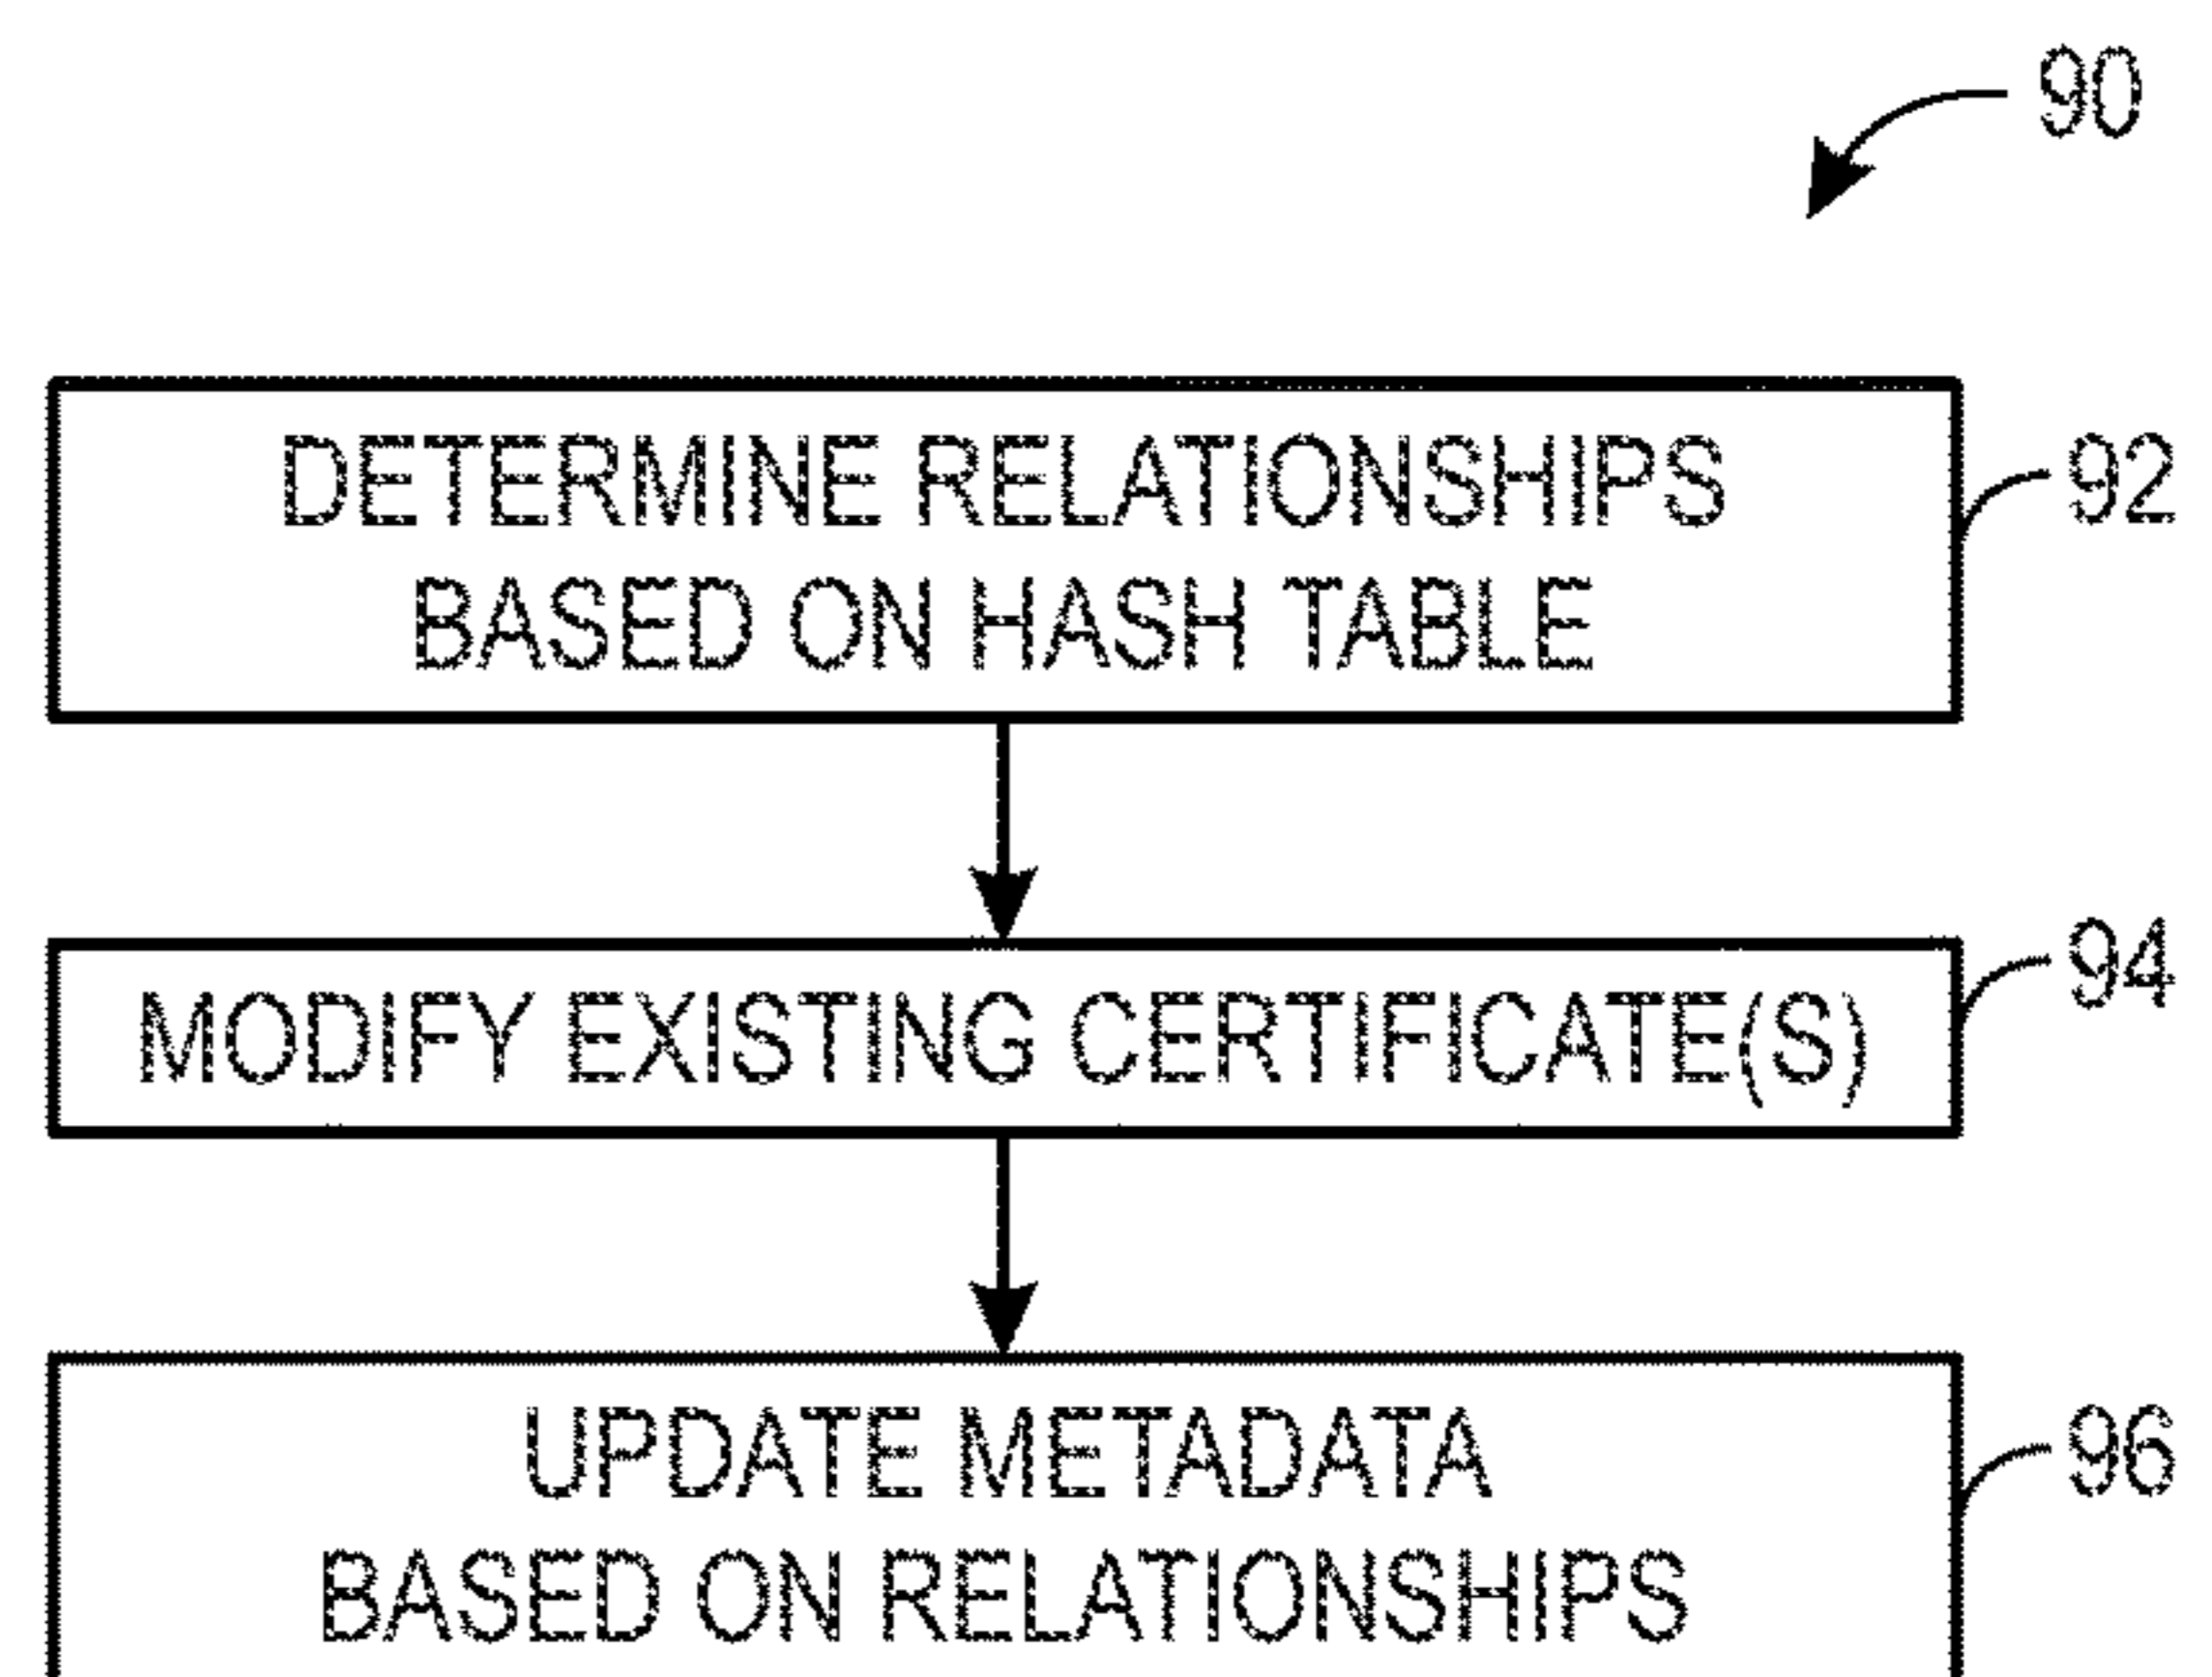 90
DETERMINE RELATIONSHIPS
BASED ON HASH TABLE
92
MODIFY EXISTING CERTIFICATE(S)
94
UPDATE METADATA
BASED ON RELATIONSHIPS
96